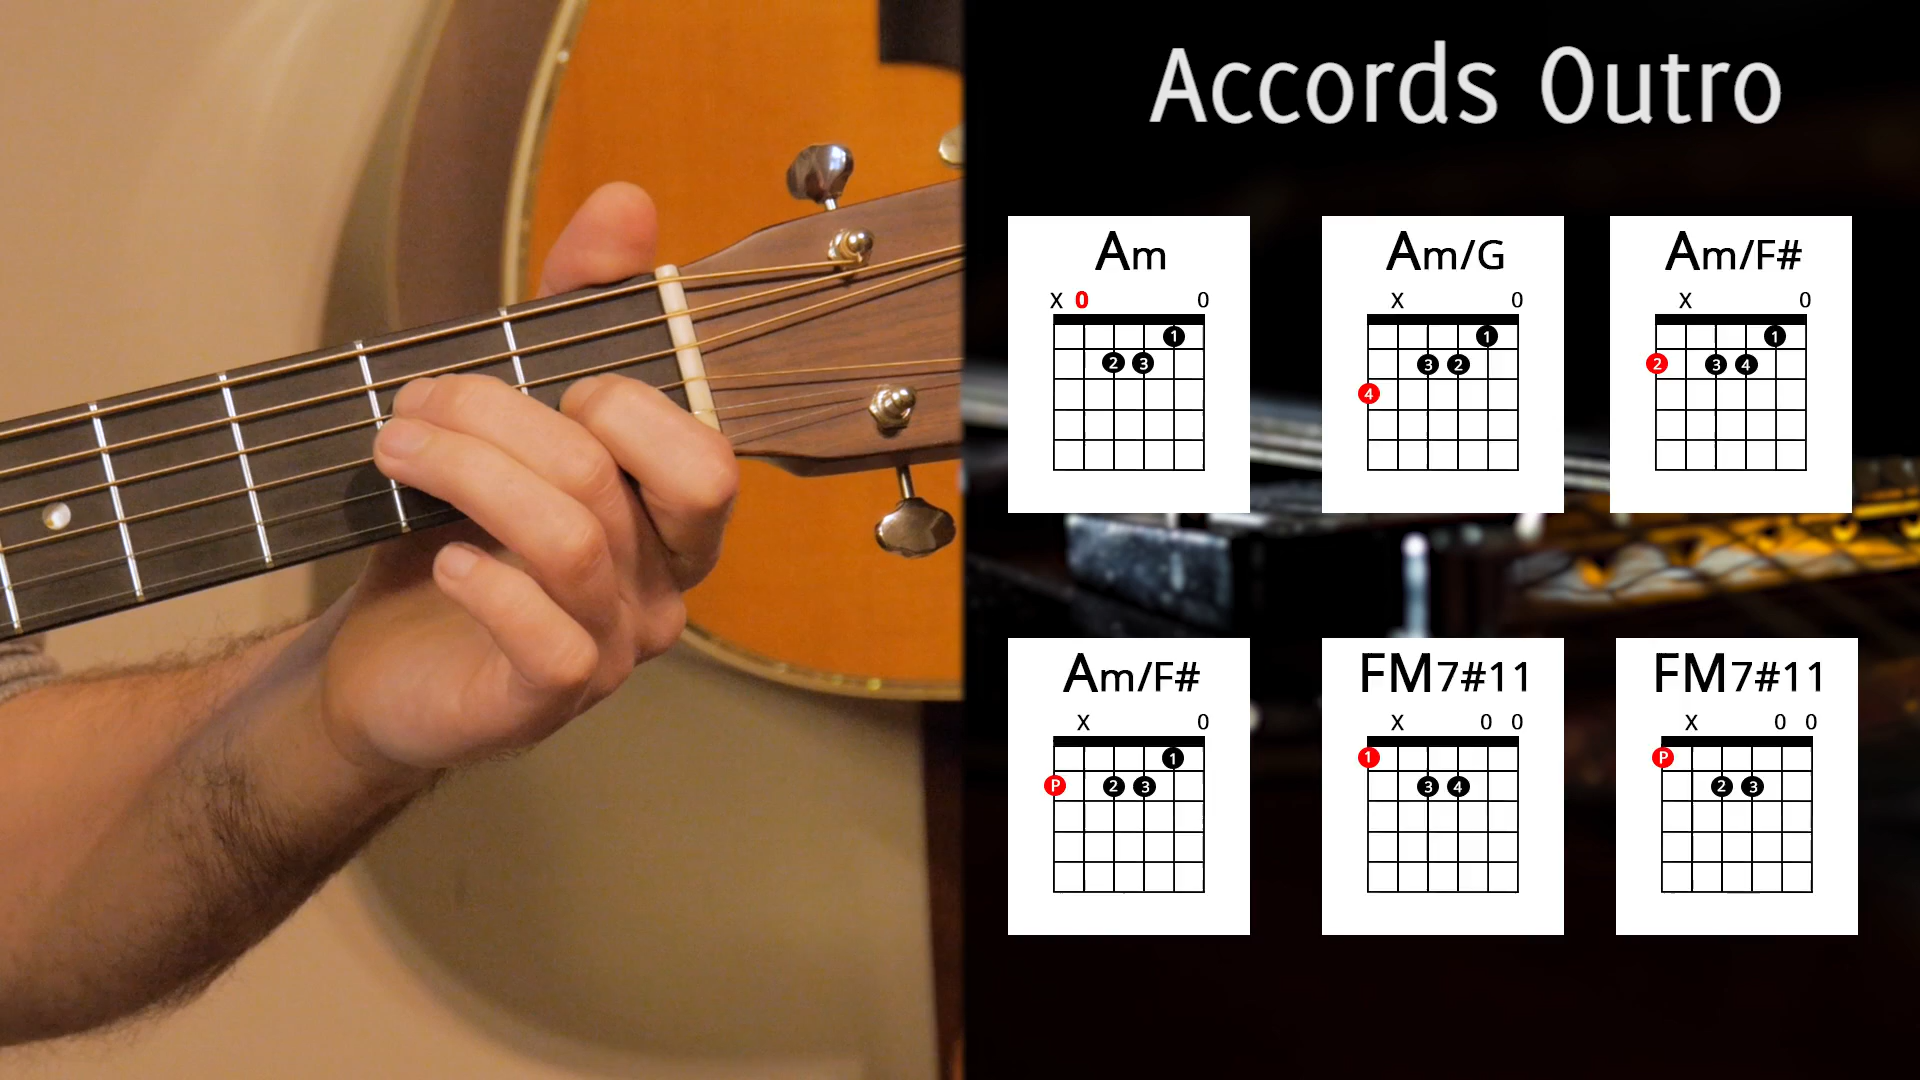 Accords Outro
Am
X 0 0
1
2 3
Am/G
X 0
1
3 2
4
Am/F#
X 0
1
2 3 4
Am/F#
X 0
1
P 2 3
FM7#11
X 0 0
1
3 4
FM7#11
X 0 0
P
2 3